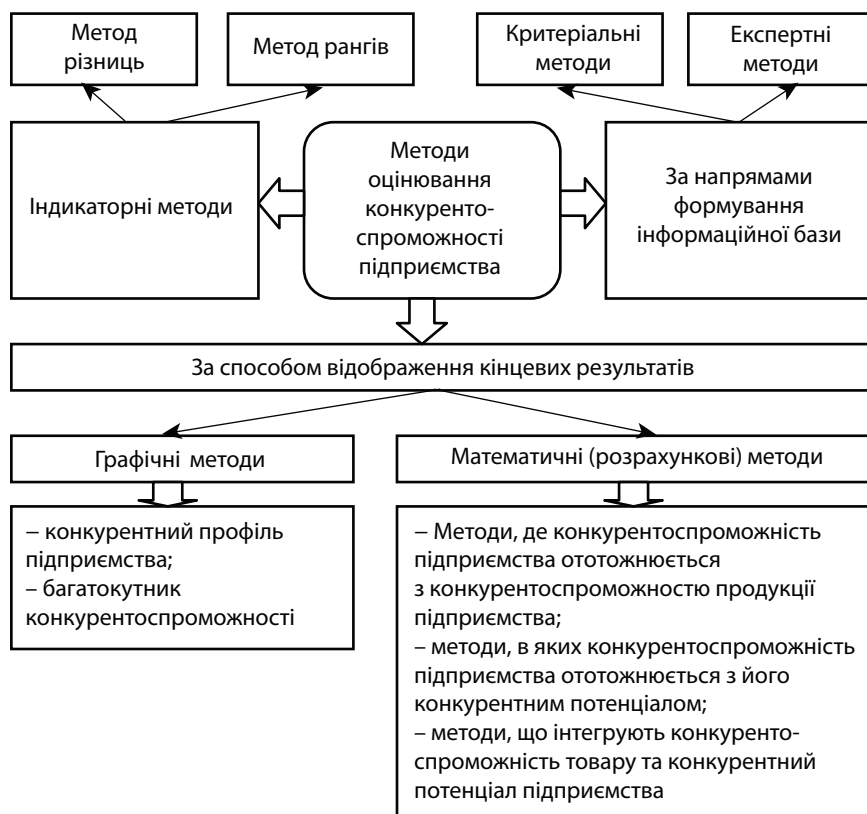 Метод
різниць
Метод рангів
Критеріальні
методи
Експертні
методи
Індикаторні методи
Методи
оцінювання
конкуренто-
спроможності
підприємства
За напрямами
формування
інформаційної бази
За способом відображення кінцевих результатів
Графічні методи
Математичні (розрахункові) методи
– конкурентний профіль
підприємства;
– багатокутник
конкурентоспроможності
– Методи, де конкурентоспроможність
підприємства ототожнюється
з конкурентоспроможностю продукції
підприємства;
– методи, в яких конкурентоспроможність
підприємства ототожнюється з його
конкурентним потенціалом;
– методи, що інтегрують конкуренто-
спроможність товару та конкурентний
потенціал підприємства